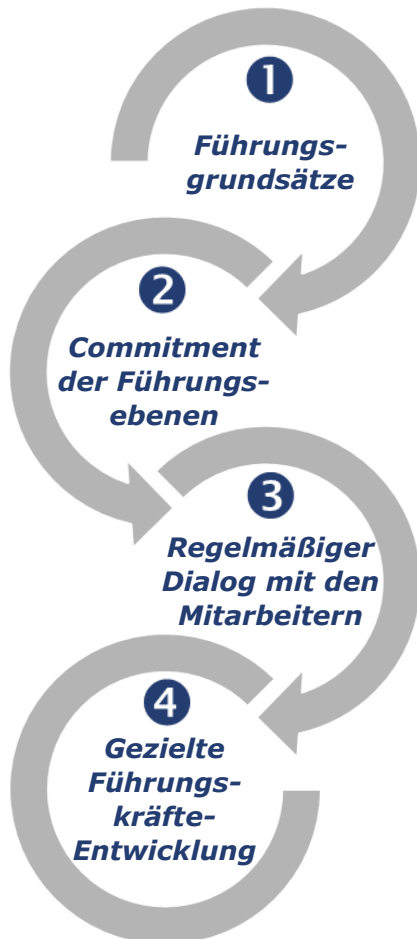 1
Führungs-
grundsätze
2
Commitment
der Führungs-
ebenen
3
Regelmäßiger
Dialog mit den
Mitarbeitern
4
Gezielte
Führungs-
kräfte-
Entwicklung